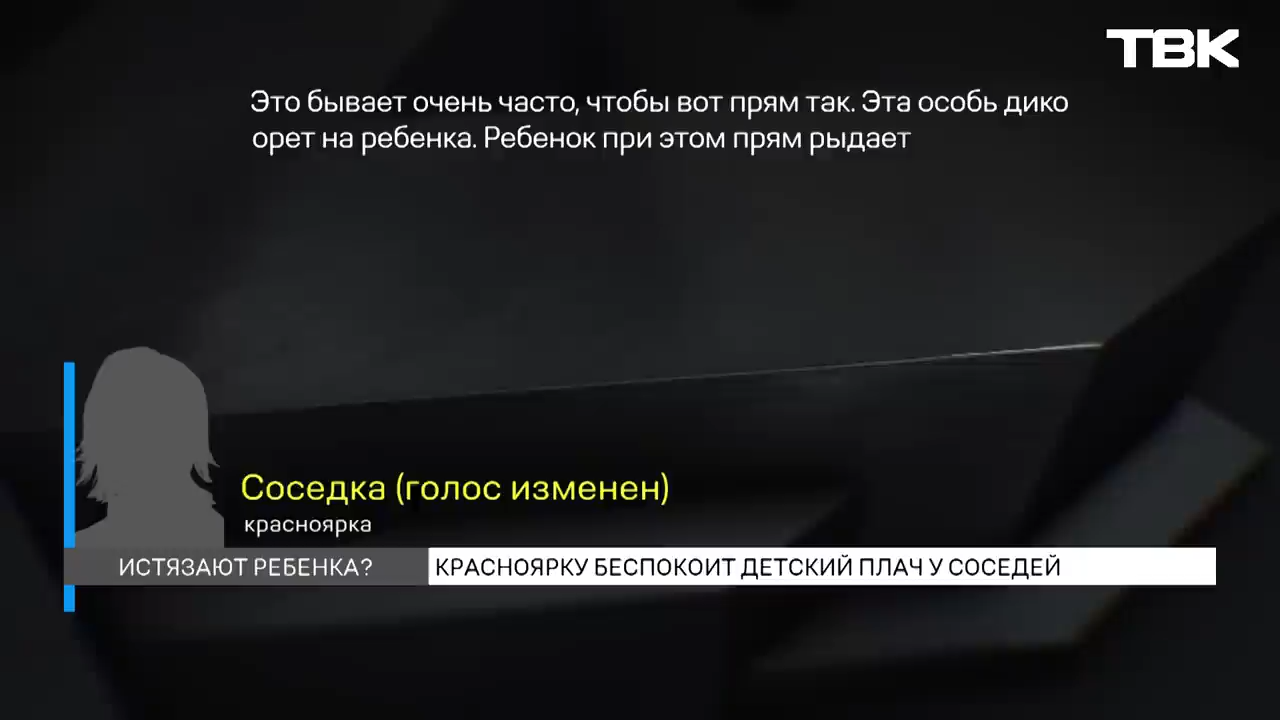 ТВК
Это бывает очень часто, чтобы вот прям так. Эта особь дико
орет на ребенка. Ребенок при этом прям рыдает
Соседка (голос изменен)
красноярка
ИСТЯЗАЮТ РЕБЕНКА?
КРАСНОЯРКУ БЕСПОКОИТ ДЕТСКИЙ ПЛАЧ У СОСЕДЕЙ